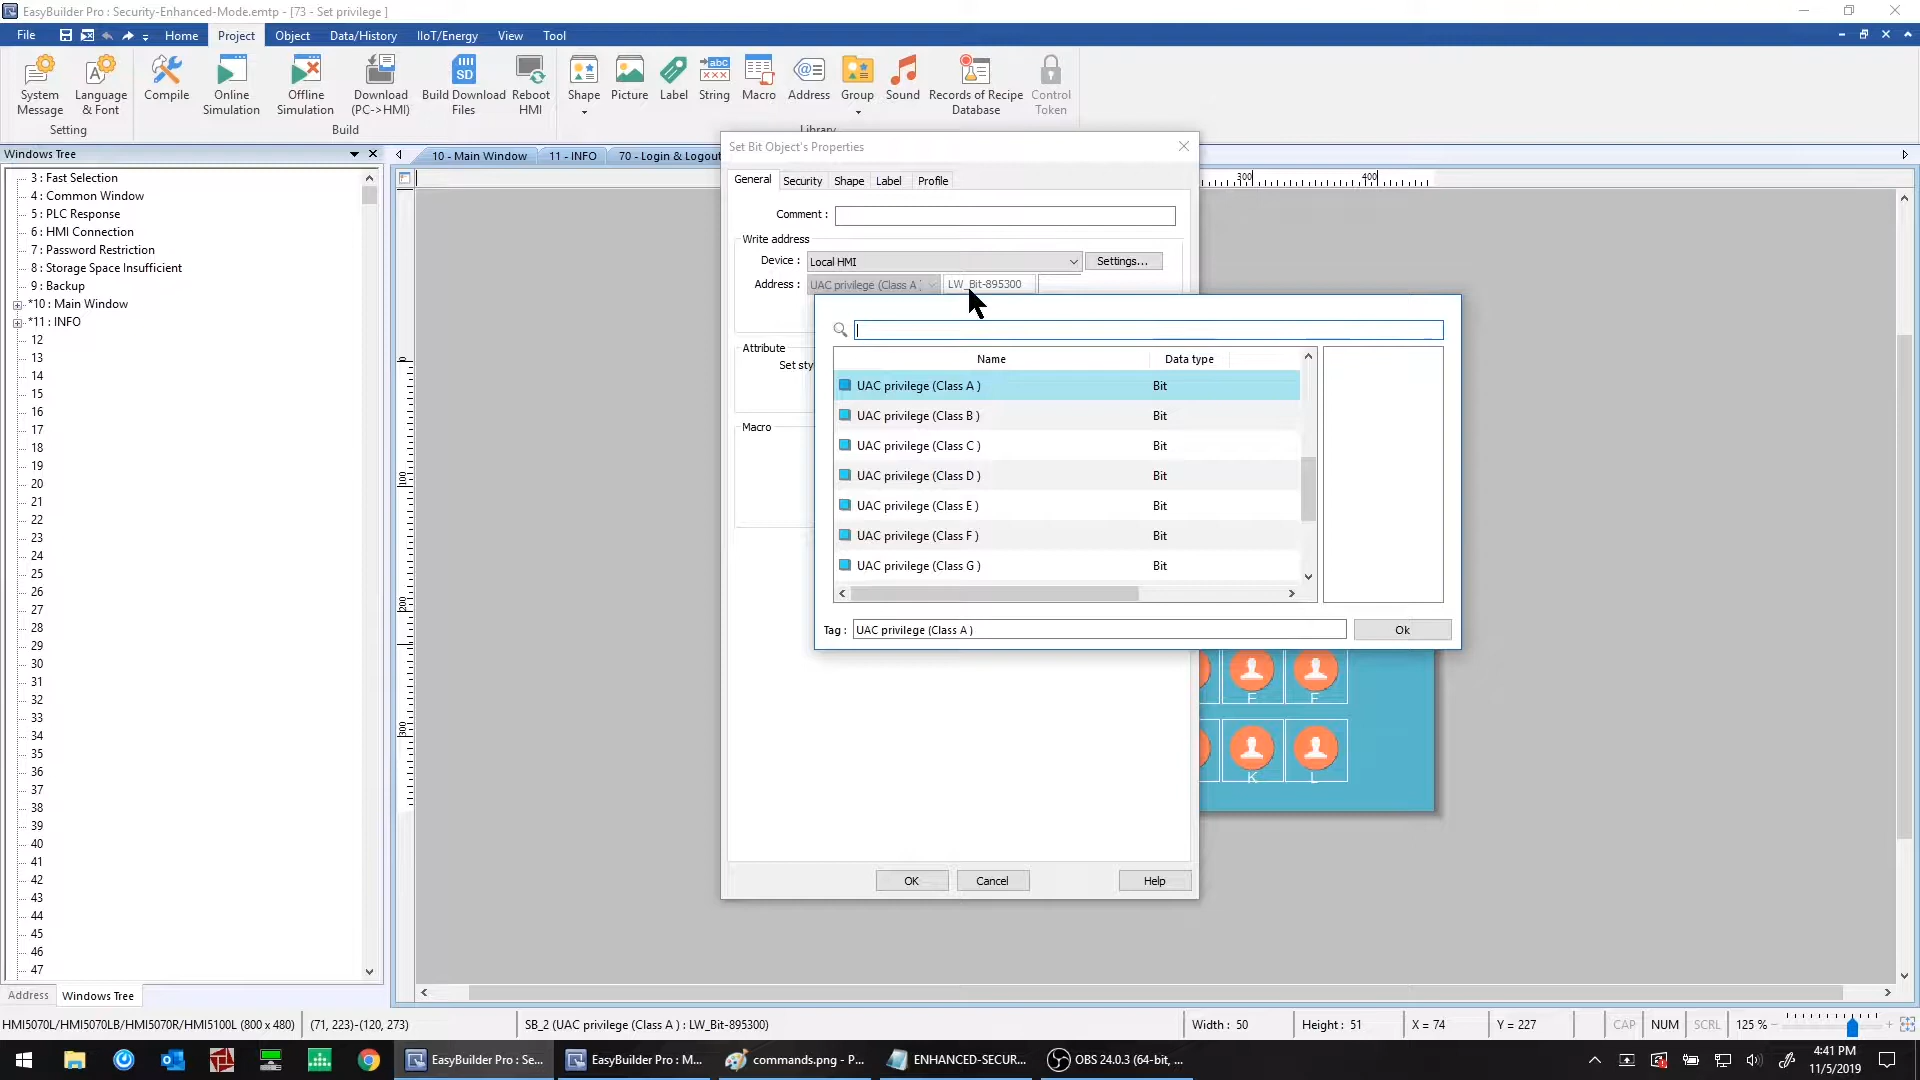 EasyBuilder Pro : Security-Enhanced-Mode.emtp - [73 - Set privilege ]
File Home Project Object Data/History IIoT/Energy View Tool
System Message
Language & Font
Compile
Online Simulation
Offline Simulation
Download (PC->HMI)
Build Download Files
Reboot HMI
Shape
Picture
Label
abc
String
Macro
Address
Group
Sound
Records of Recipe Database
Control Token
SD
Setting
Build
Library
Windows Tree
10 - Main Window
11 - INFO
70 - Login & Logout
3 : Fast Selection
4 : Common Window
5 : PLC Response
6 : HMI Connection
7 : Password Restriction
8 : Storage Space Insufficient
9 : Backup
*10 : Main Window
*11 : INFO
12
13
14
15
16
17
18
19
20
21
22
23
24
25
26
27
28
29
30
31
32
33
34
35
36
37
38
39
40
41
42
43
44
45
46
47
Address Windows Tree
300 400
100
200
300
Set Bit Object's Properties
General Security Shape Label Profile
Comment :
Write address
Device : Local HMI Settings...
Address : UAC privilege (Class A ) LW_Bit-895300
Attribute
Set sty
Macro
Name Data type
UAC privilege (Class A ) Bit
UAC privilege (Class B ) Bit
UAC privilege (Class C ) Bit
UAC privilege (Class D ) Bit
UAC privilege (Class E ) Bit
UAC privilege (Class F ) Bit
UAC privilege (Class G ) Bit
Tag : UAC privilege (Class A ) Ok
E F
K L
OK Cancel Help
HMI5070L/HMI5070LB/HMI5070R/HMI5100L (800 x 480) (71, 223)-(120, 273) SB_2 (UAC privilege (Class A ) : LW_Bit-895300) Width : 50 Height : 51 X = 74 Y = 227 CAP NUM SCRL 125 %
EasyBuilder Pro : Se... EasyBuilder Pro : M... commands.png - P... ENHANCED-SECUR... OBS 24.0.3 (64-bit, ...
4:41 PM
11/5/2019